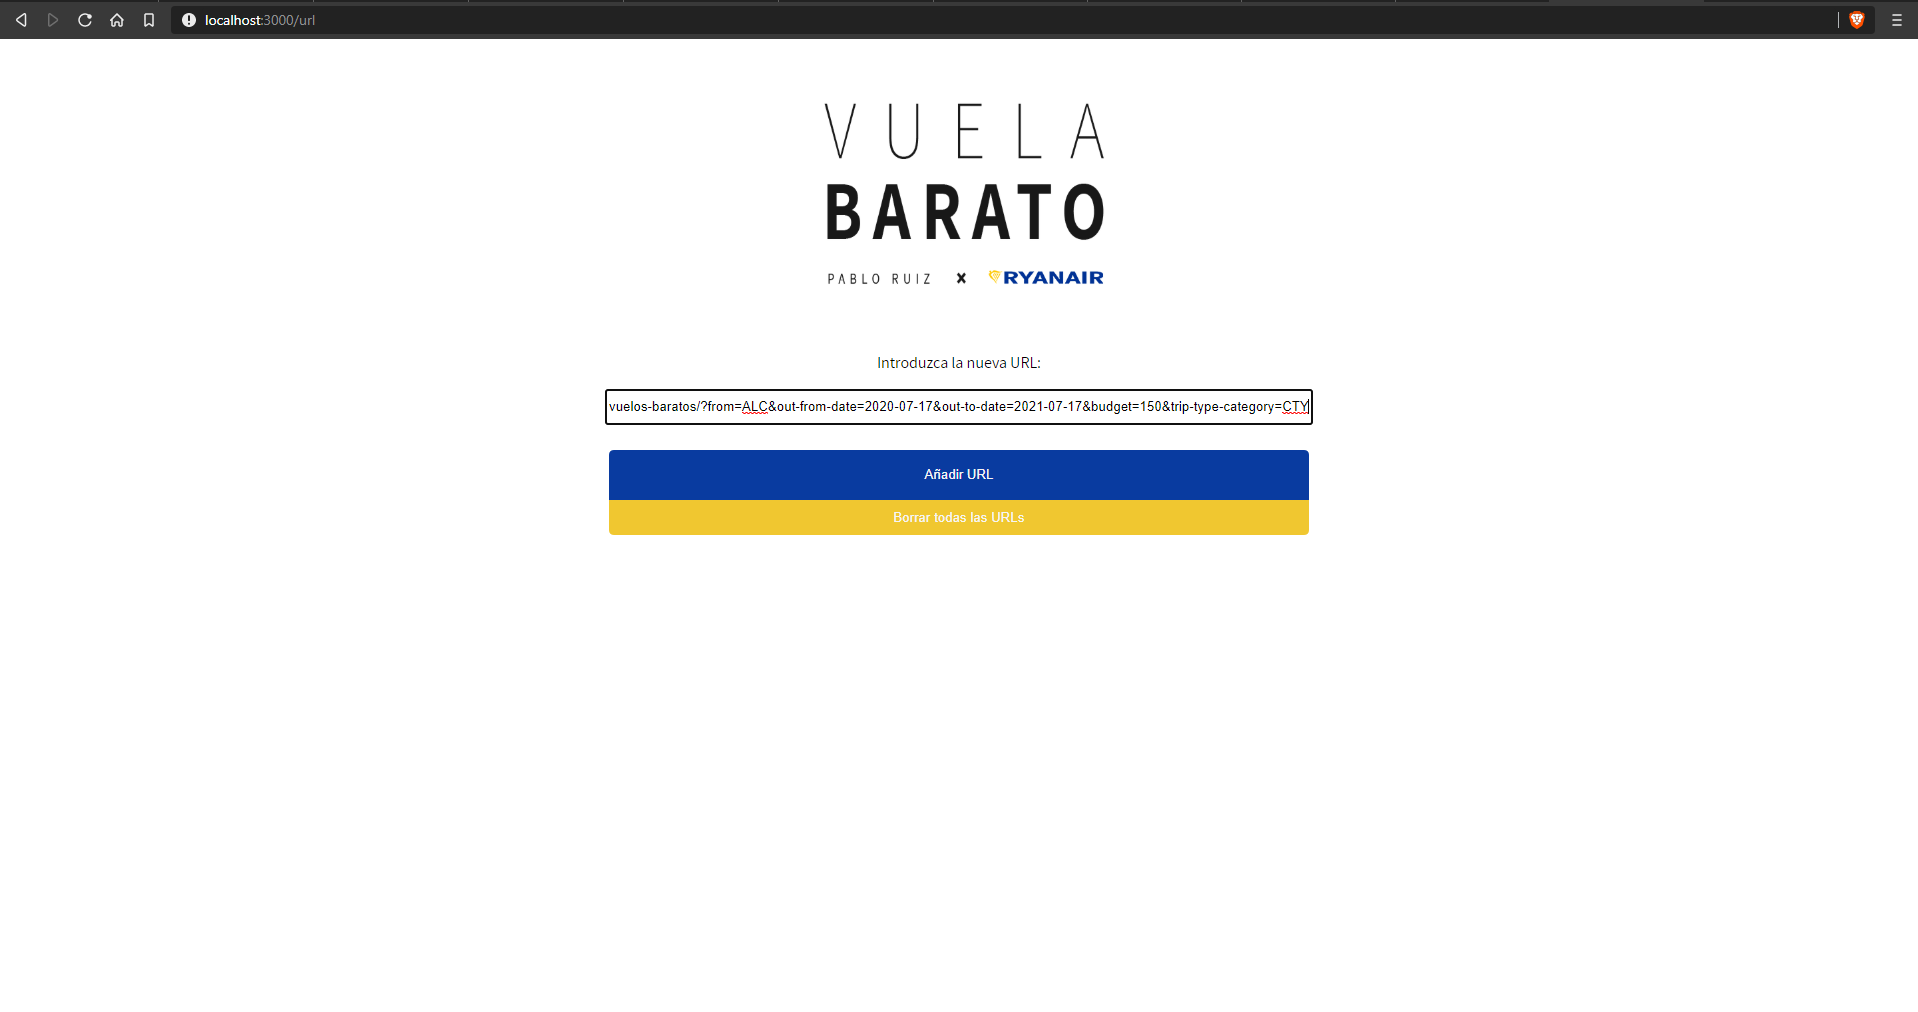 localhost:3000/url
VUELA
BARATO
PABLO RUIZ x RYANAIR
Introduzca la nueva URL:
vuelos-baratos/?from=ALC&out-from-date=2020-07-17&out-to-date=2021-07-17&budget=150&trip-type-category=CTY
Añadir URL
Borrar todas las URLs